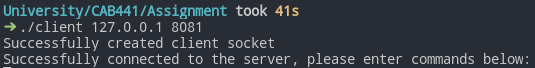 University/CAB441/Assignment took 41s
➜./client 127.0.0.1 8081
Successfully created client socket
Successfully connected to the server, please enter commands below: